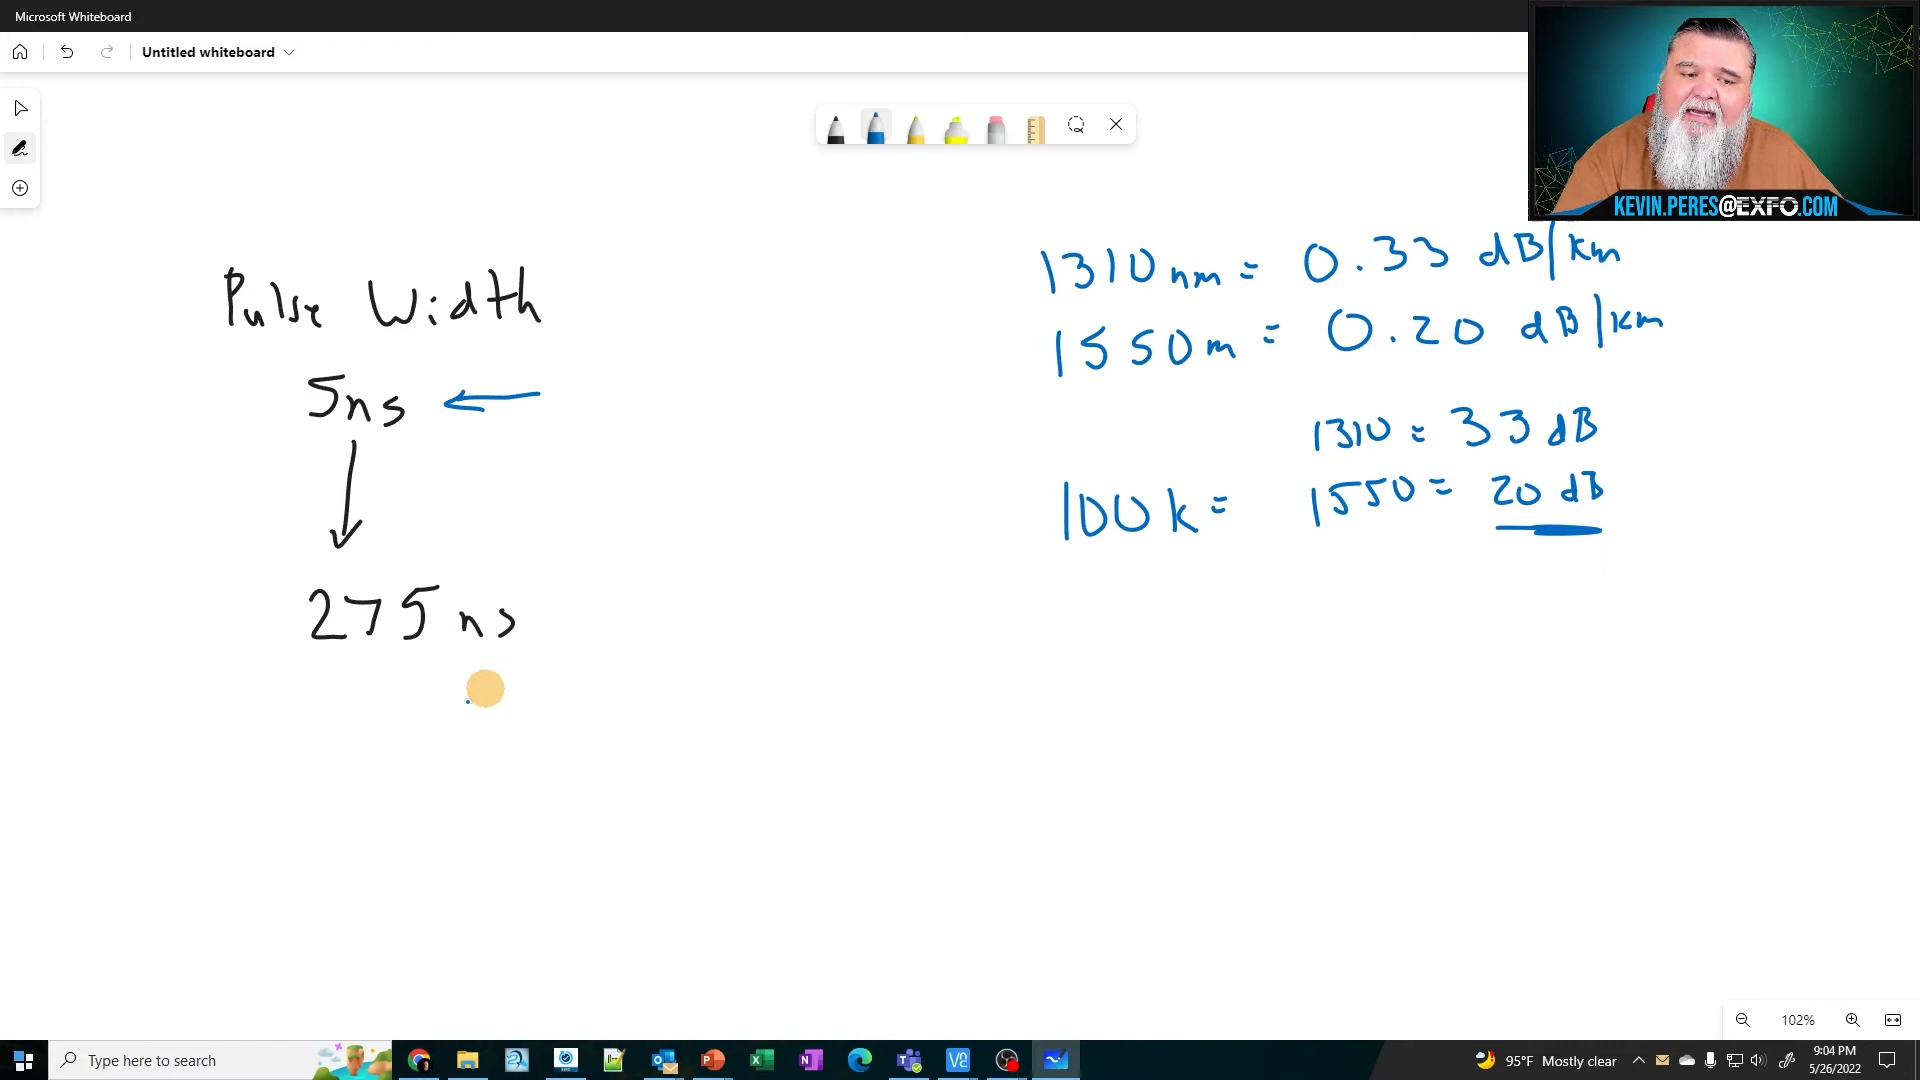 Microsoft Whiteboard
Untitled whiteboard
KEVIN.PERES@EXFO.COM
Pulse Width
5ns
275 ns
1310 nm = 0.33 dB/km
1550m = 0.20 dB/km
1310 = 33 dB
100k = 1550 = 20 dB
102%
Type here to search
95°F Mostly clear
9:04 PM
5/26/2022